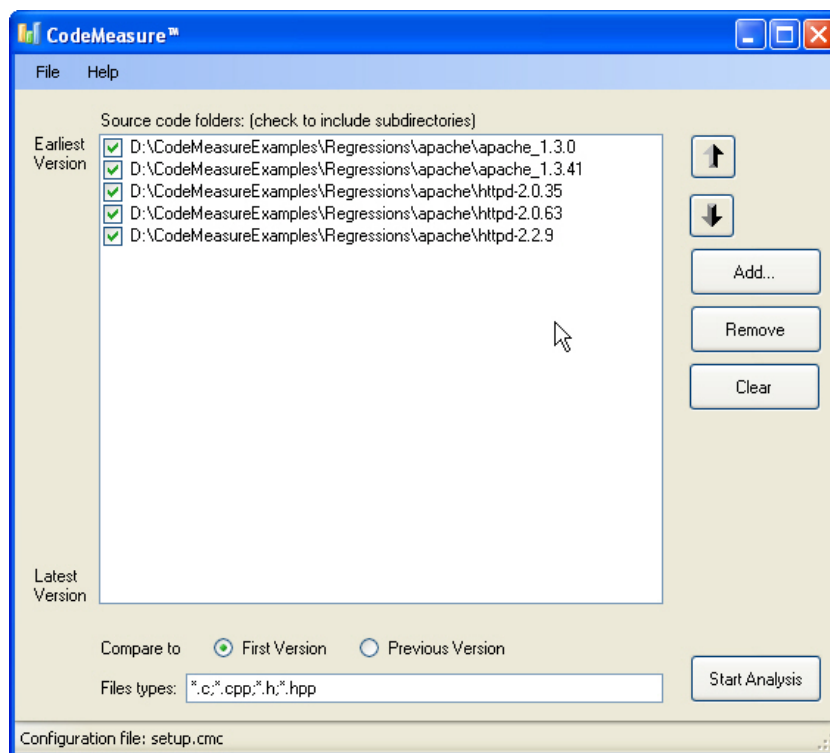 CodeMeasure™
File Help
Source code folders: (check to include subdirectories)
Earliest
Version
D:\CodeMeasureExamples\Regressions\apache\apache_1.3.0
D:\CodeMeasureExamples\Regressions\apache\apache_1.3.41
D:\CodeMeasureExamples\Regressions\apache\httpd-2.0.35
D:\CodeMeasureExamples\Regressions\apache\httpd-2.0.63
D:\CodeMeasureExamples\Regressions\apache\httpd-2.2.9
Add...
Remove
Clear
Latest
Version
Compare to First Version Previous Version
Files types: *.c;*.cpp;*.h;*.hpp
Start Analysis
Configuration file: setup.cmc